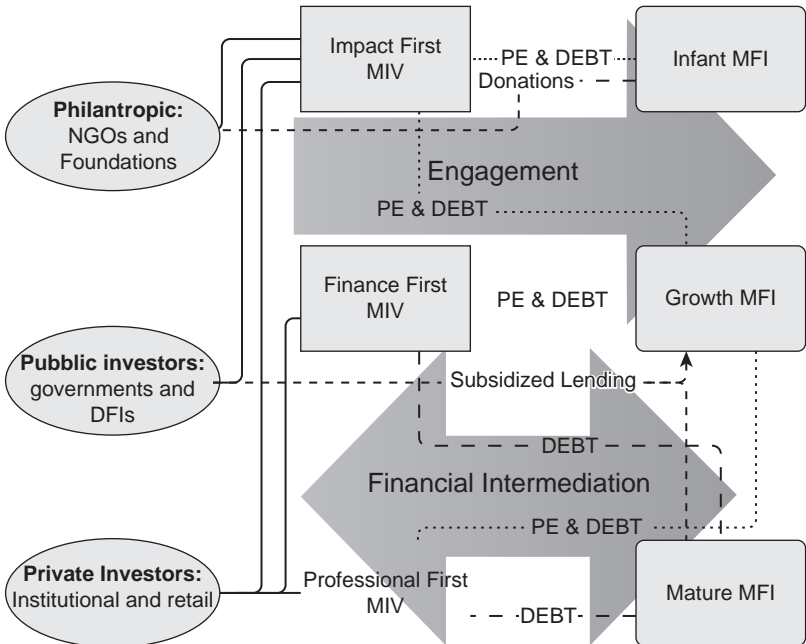 Impact First
MIV
PE & DEBT
Donations
Infant MFI
Philantropic:
NGOs and
Foundations
Engagement
PE & DEBT
Finance First
MIV
PE & DEBT
Growth MFI
Pubblic investors:
governments and
DFIs
Subsidized Lending
DEBT
Financial Intermediation
PE & DEBT
Private Investors:
Institutional and retail
Professional First
MIV
DEBT
Mature MFI